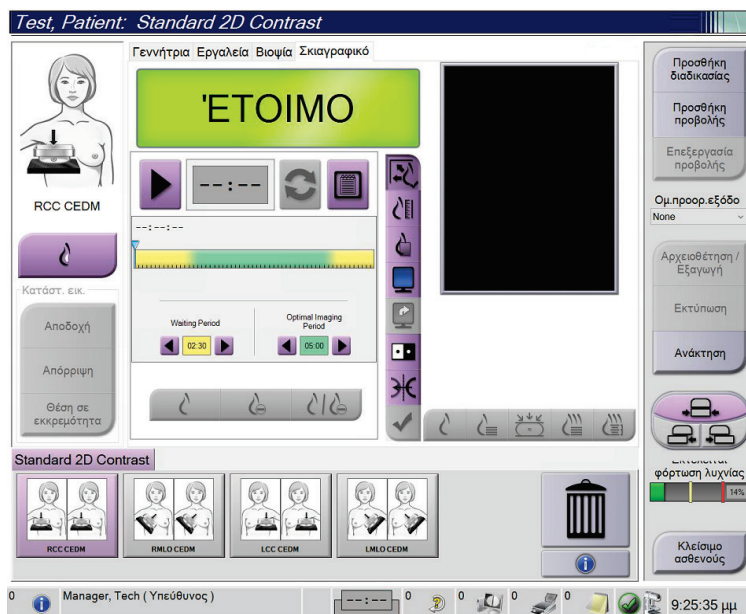 Test, Patient: Standard 2D Contrast
Γεννήτρια Εργαλεία Βιοψία Σκιαγραφικό
ΈΤΟΙΜΟ
RCC CEDM
--:--
--:--:--
Waiting Period
Optimal Imaging
Period
02:30
05:00
Κατάστ. εικ.
Αποδοχή
Απόρριψη
Θέση σε
εκκρεμότητα
Προσθήκη
διαδικασίας
Προσθήκη
προβολής
Επεξεργασία
προβολής
Ομ.προορ.εξόδο
None
Αρχειοθέτηση /
Εξαγωγή
Εκτύπωση
Ανάκτηση
φόρτωση λυχνίας
14%
Κλείσιμο
ασθενούς
Standard 2D Contrast
RCC CEDM
RMLO CEDM
LCC CEDM
LMLO CEDM
0 Manager, Tech ( Υπεύθυνος ) --:-- 0 0 0 0 9:25:35 μμ